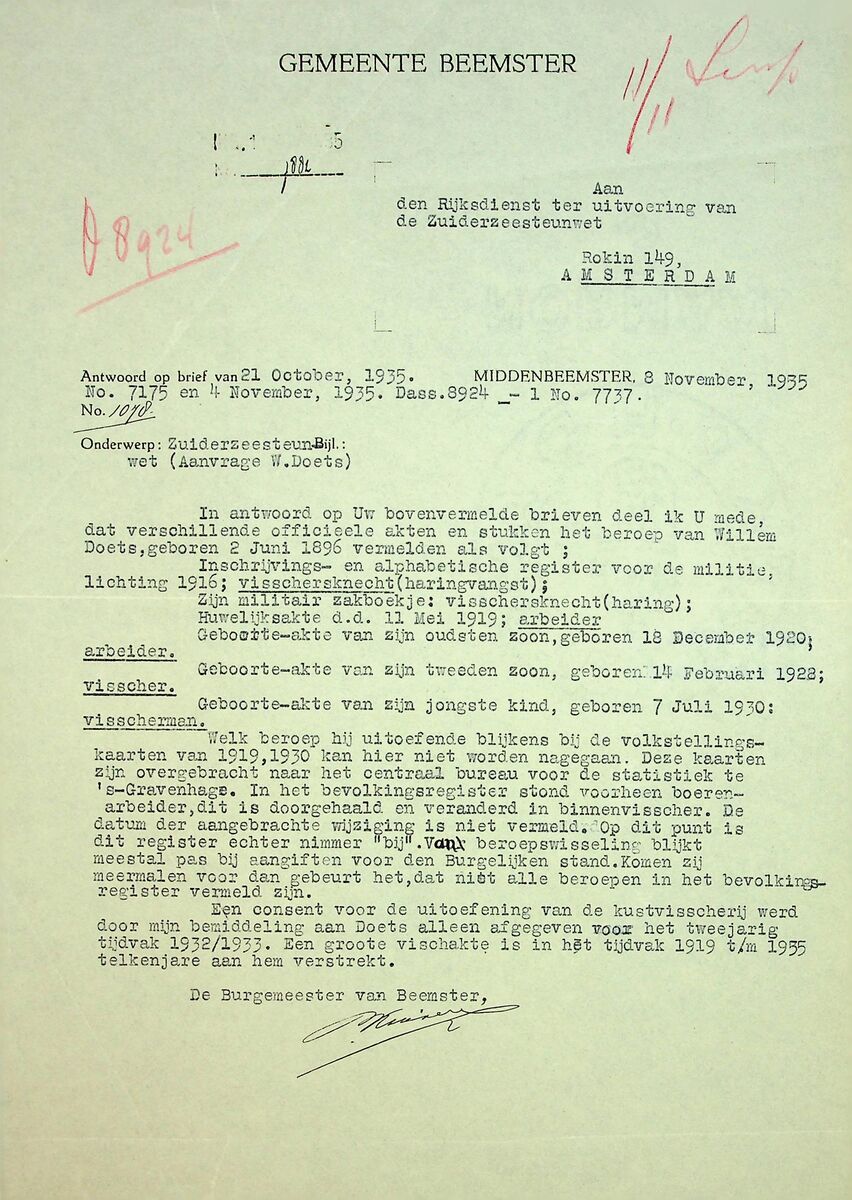 GEMEENTE BEEMSTER
11/11
1881
D 8924
Aan
den Rijksdienst ter uitvoering van
de Zuiderzeesteunwet
Rokin 149,
A M S T E R D A M
Antwoord op brief van 21 October, 1935. MIDDENBEEMSTER, 8 November, 1935
No. 7175 en 4 November, 1935. Dass.8924 - 1 No. 7737.
No. 1078.
Onderwerp: Zuiderzeesteun- Bijl.:
wet (Aanvrage W.Doets)
In antwoord op Uw bovenvermelde brieven deel ik U mede,
dat verschillende officieele akten en stukken het beroep van Willem
Doets,geboren 2 Juni 1896 vermelden als volgt ;
Inschrijvings- en alphabetische register voor de militie,
lichting 1916; visschersknecht(haringvangst);
Zijn militair zakboekje: visschersknecht(haring);
Huwelijksakte d.d. 11 Mei 1919; arbeider
Geboorte-akte van zijn oudsten zoon,geboren 18 December 1920;
arbeider.
Geboorte-akte van zijn tweeden zoon, geboren 14 Februari 1922;
visscher.
Geboorte-akte van zijn jongste kind, geboren 7 Juli 1930:
visscherman.
Welk beroep hij uitoefende blijkens bij de volkstellings-
kaarten van 1919,1930 kan hier niet worden nagegaan. Deze kaarten
zijn overgebracht naar het centraal bureau voor de statistiek te
's-Gravenhage. In het bevolkingsregister stond voorheen boeren-
arbeider,dit is doorgehaald en veranderd in binnenvisscher. De
datum der aangebrachte wijziging is niet vermeld. Op dit punt is
dit register echter nimmer "bij".Van beroepswisseling blijkt
meestal pas bij aangiften voor den Burgelijken stand.Komen zij
meermalen voor dan gebeurt het,dat niet alle beroepen in het bevolkings-
register vermeld zijn.
Een consent voor de uitoefening van de kustvisscherij werd
door mijn bemiddeling aan Doets alleen afgegeven voor het tweejarig
tijdvak 1932/1933. Een groote vischakte is in het tijdvak 1919 t/m 1935
telkenjare aan hem verstrekt.
De Burgemeester van Beemster,